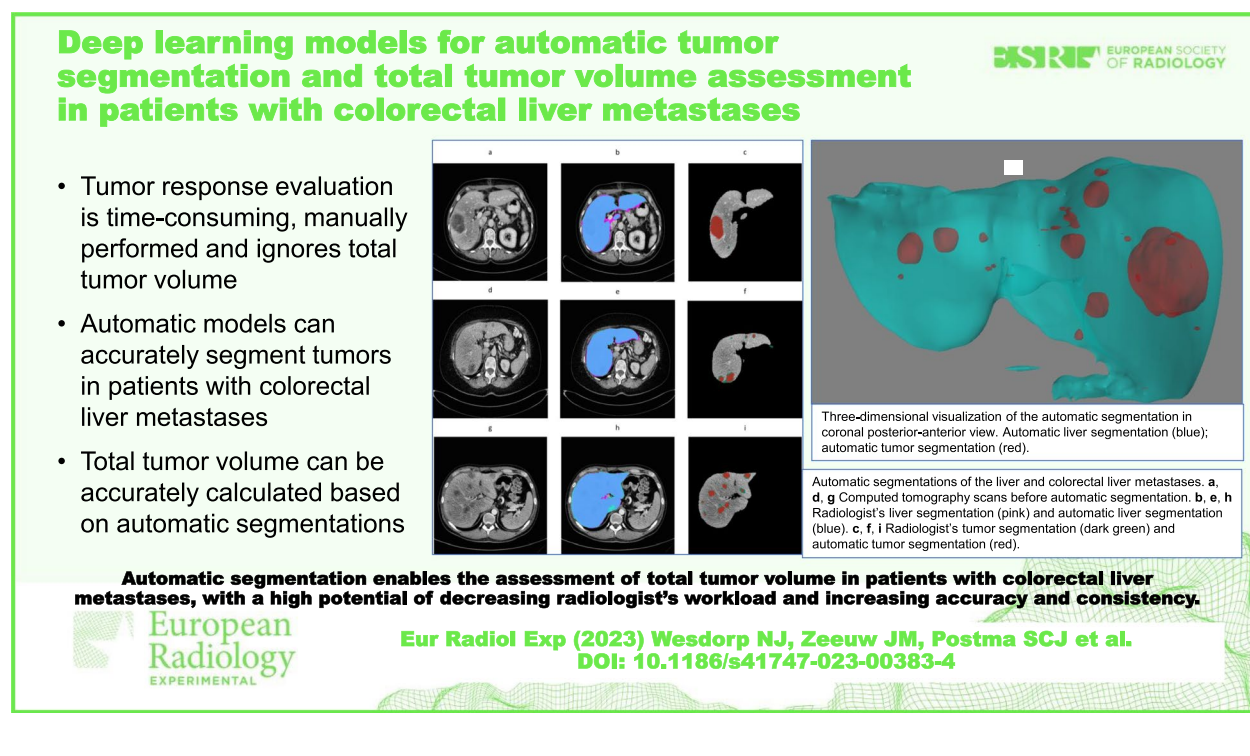 Deep learning models for automatic tumor
segmentation and total tumor volume assessment
in patients with colorectal liver metastases
EUROPEAN SOCIETY
OF RADIOLOGY
• Tumor response evaluation
is time-consuming, manually
performed and ignores total
tumor volume
• Automatic models can
accurately segment tumors
in patients with colorectal
liver metastases
• Total tumor volume can be
accurately calculated based
on automatic segmentations
a b c
d e f
g h i
Three-dimensional visualization of the automatic segmentation in
coronal posterior-anterior view. Automatic liver segmentation (blue);
automatic tumor segmentation (red).
Automatic segmentations of the liver and colorectal liver metastases. a,
d, g Computed tomography scans before automatic segmentation. b, e, h
Radiologist's liver segmentation (pink) and automatic liver segmentation
(blue). c, f, i Radiologist's tumor segmentation (dark green) and
automatic tumor segmentation (red).
Automatic segmentation enables the assessment of total tumor volume in patients with colorectal liver
metastases, with a high potential of decreasing radiologist's workload and increasing accuracy and consistency.
European
Radiology
EXPERIMENTAL
Eur Radiol Exp (2023) Wesdorp NJ, Zeeuw JM, Postma SCJ et al.
DOI: 10.1186/s41747-023-00383-4